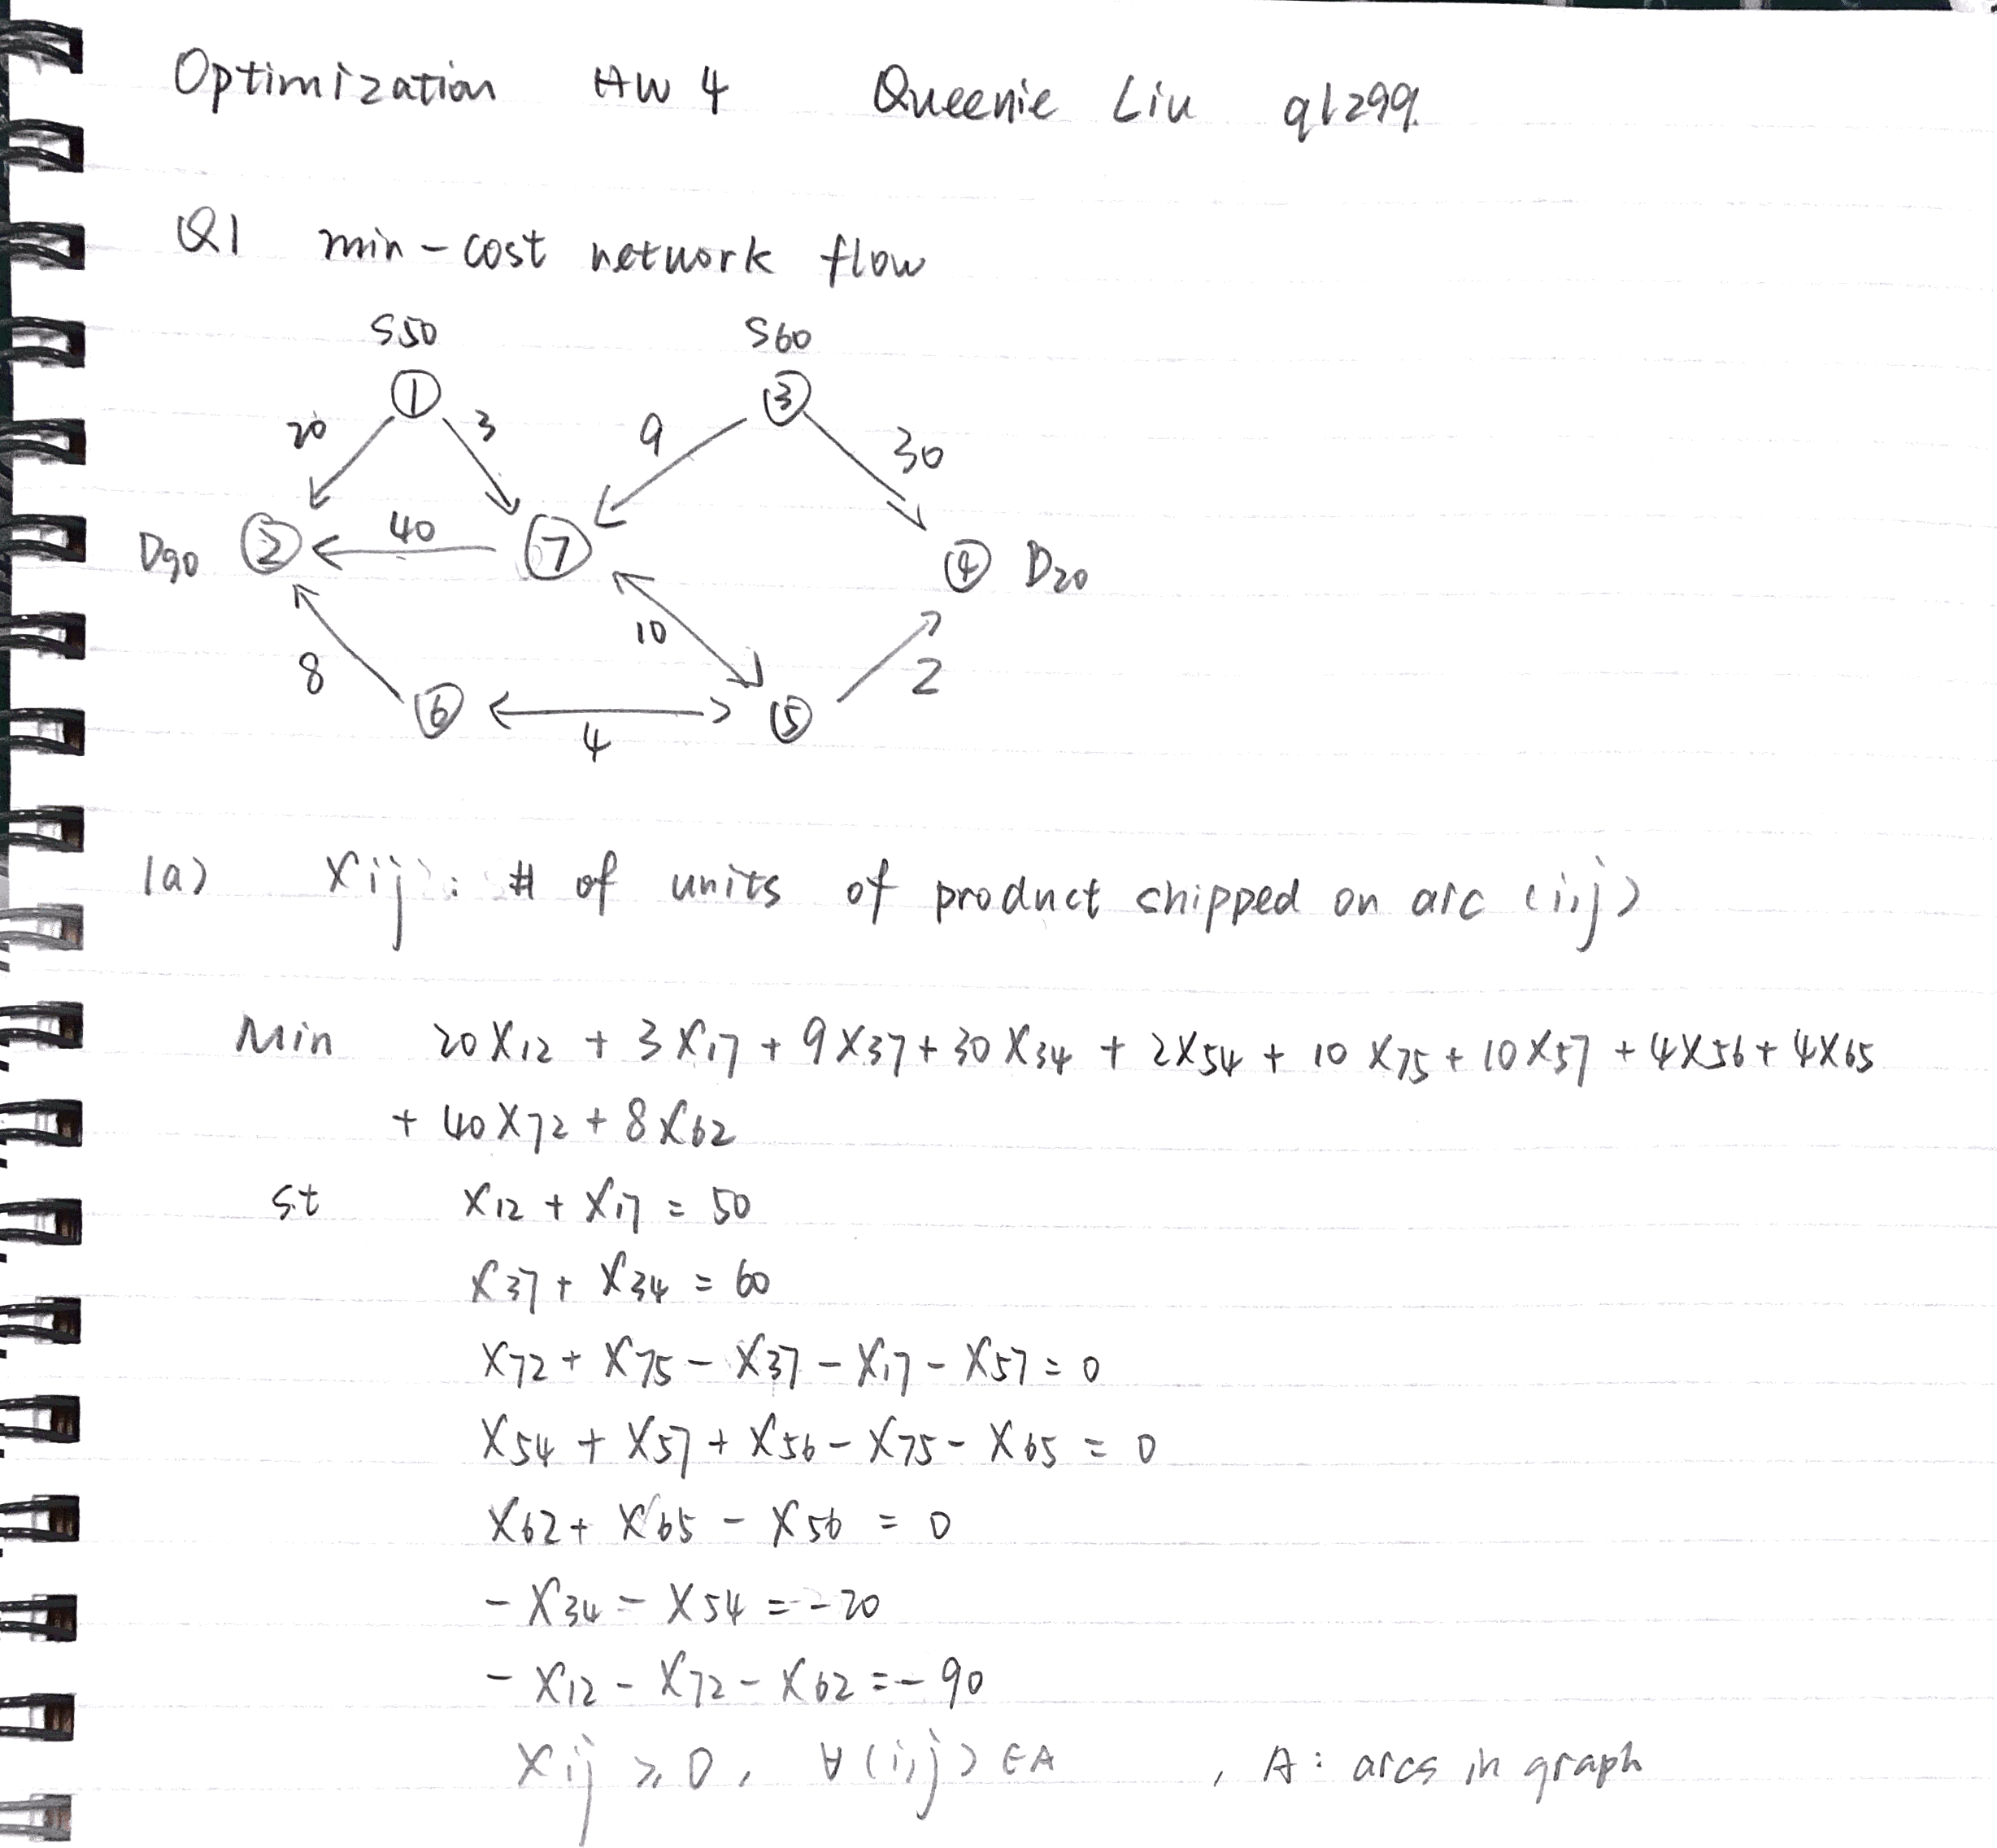 Optimization HW 4 Queenie Liu ql299
Q1 min-cost network flow
S50 S60
① ③
20 3 9 30
D90 ② 40 ⑦ ④ D20
10
8 2
⑥ ⑤
4
1a) Xij : # of units of product shipped on arc (i,j)
Min 20X12 + 3X17 + 9X37 + 30X34 + 2X54 + 10X75 + 10X57 + 4X56 + 4X65
+ 40X72 + 8X62
s.t X12 + X17 = 50
X37 + X34 = 60
X72 + X75 - X37 - X17 - X57 = 0
X54 + X57 + X56 - X75 - X65 = 0
X62 + X65 - X56 = 0
- X34 - X54 = -20
- X12 - X72 - X62 = -90
Xij ≥ 0, ∀(i,j) ∈ A , A : arcs in graph